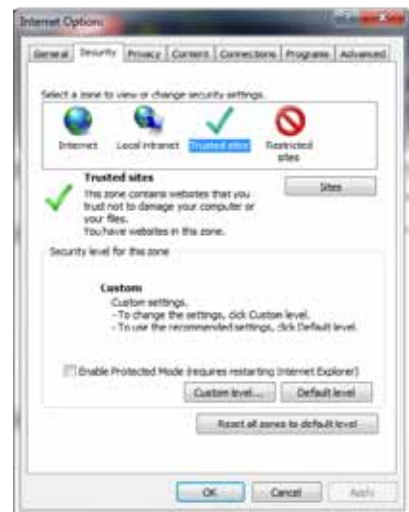 Internet Options
General Security Privacy Content Connections Programs Advanced
Select a zone to view or change security settings.
Internet Local intranet Trusted sites Restricted sites
Trusted sites
Sites
This zone contains websites that you
trust not to damage your computer or
your files.
You have websites in this zone.
Security level for this zone
Custom
Custom settings.
- To change the settings, click Custom level.
- To use the recommended settings, click Default level.
Enable Protected Mode (requires restarting Internet Explorer)
Custom level... Default level
Reset all zones to default level
OK Cancel Apply